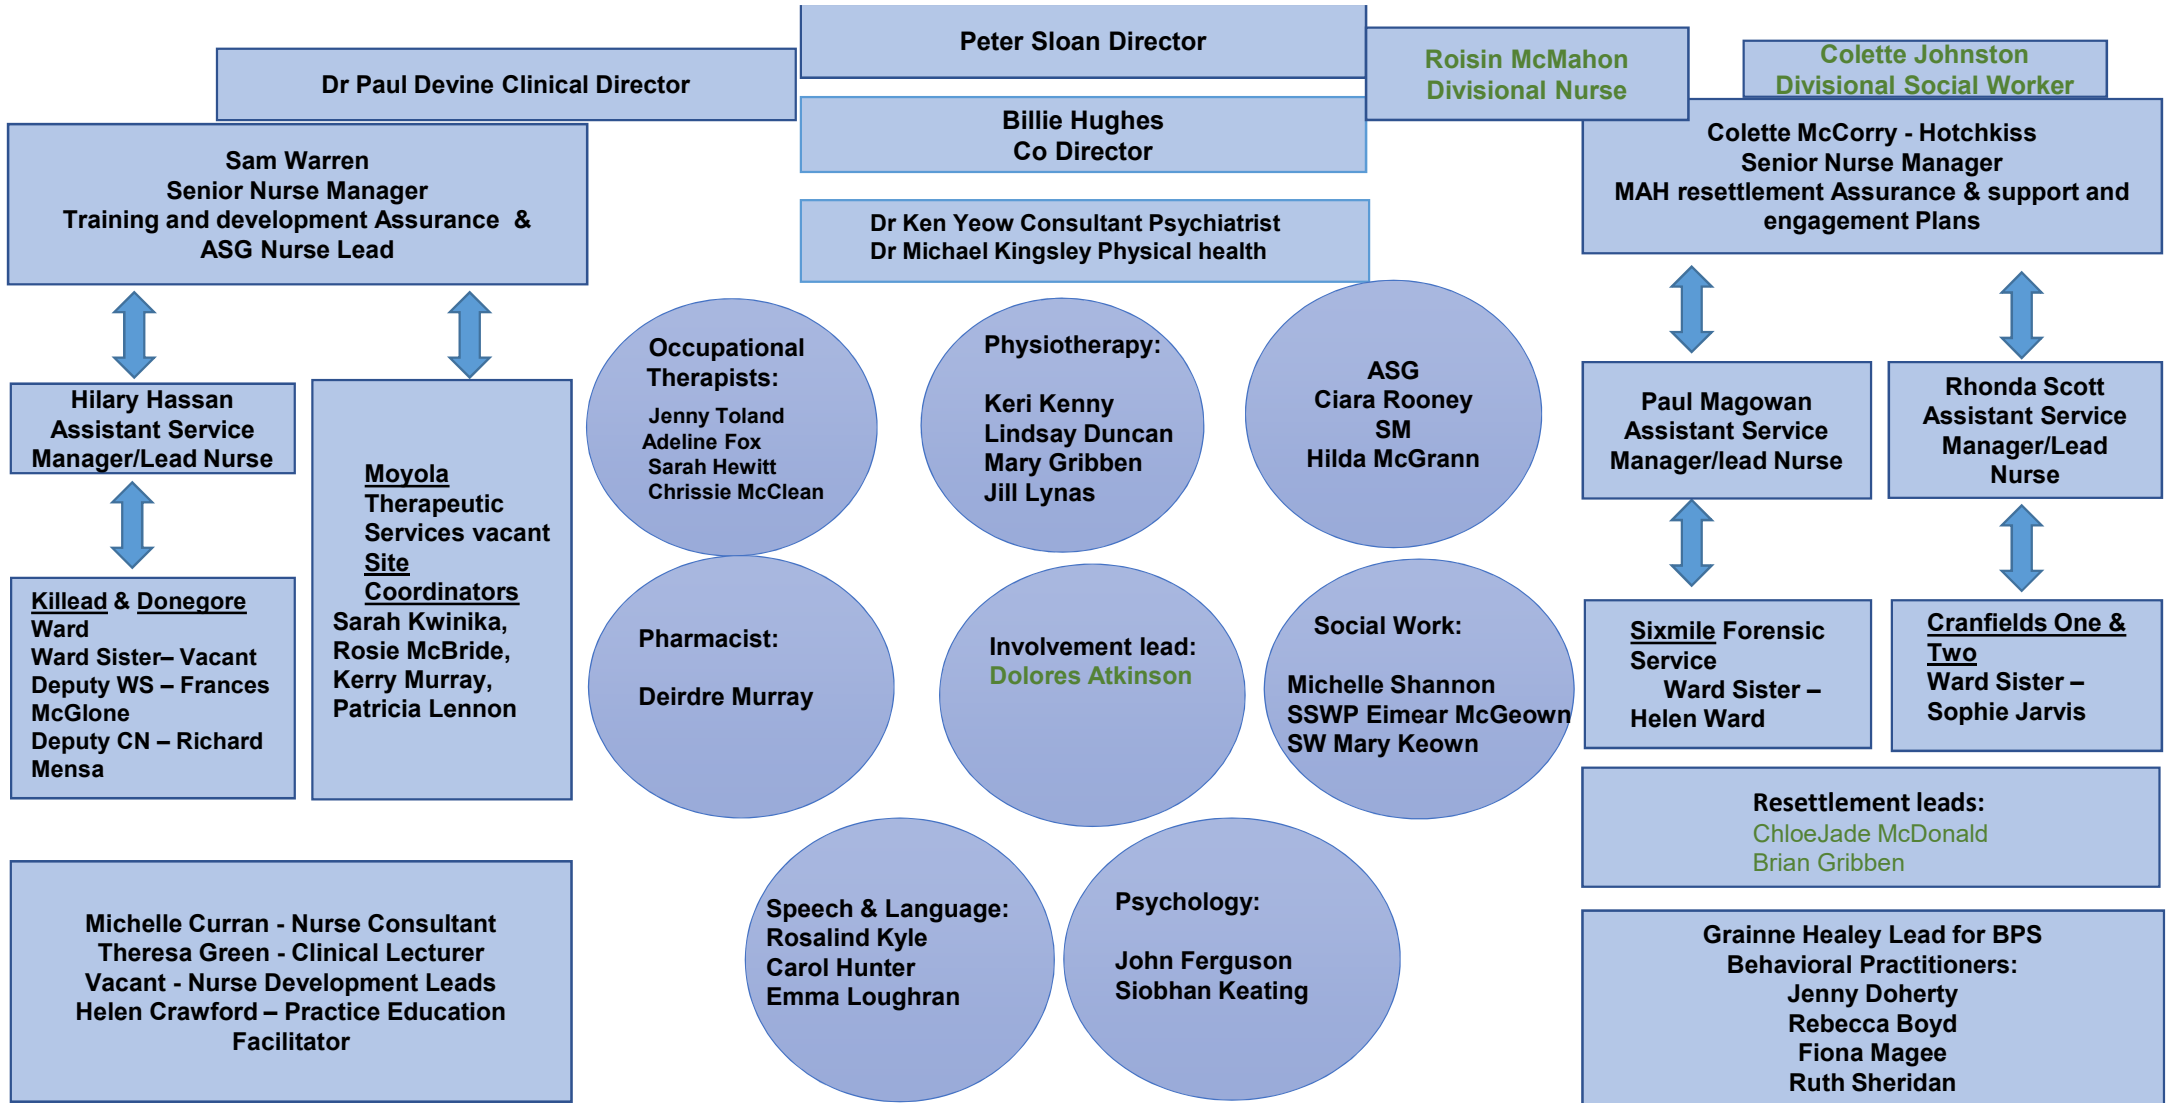 Peter Sloan Director
Dr Paul Devine Clinical Director
Roisin McMahon
Divisional Nurse
Colette Johnston
Divisional Social Worker
Billie Hughes
Co Director
Sam Warren
Senior Nurse Manager
Training and development Assurance &
ASG Nurse Lead
Colette McCorry - Hotchkiss
Senior Nurse Manager
MAH resettlement Assurance & support and
engagement Plans
Dr Ken Yeow Consultant Psychiatrist
Dr Michael Kingsley Physical health
Hilary Hassan
Assistant Service
Manager/Lead Nurse
Moyola
Therapeutic
Services vacant
Site
Coordinators
Sarah Kwinika,
Rosie McBride,
Kerry Murray,
Patricia Lennon
Occupational
Therapists:
Jenny Toland
Adeline Fox
Sarah Hewitt
Chrissie McClean
Physiotherapy:
Keri Kenny
Lindsay Duncan
Mary Gribben
Jill Lynas
ASG
Ciara Rooney
SM
Hilda McGrann
Paul Magowan
Assistant Service
Manager/lead Nurse
Rhonda Scott
Assistant Service
Manager/Lead
Nurse
Killead & Donegore
Ward
Ward Sister– Vacant
Deputy WS – Frances
McGlone
Deputy CN – Richard
Mensa
Pharmacist:
Deirdre Murray
Involvement lead:
Dolores Atkinson
Social Work:
Michelle Shannon
SSWP Eimear McGeown
SW Mary Keown
Sixmile Forensic
Service
Ward Sister –
Helen Ward
Cranfields One &
Two
Ward Sister –
Sophie Jarvis
Resettlement leads:
ChloeJade McDonald
Brian Gribben
Michelle Curran - Nurse Consultant
Theresa Green - Clinical Lecturer
Vacant - Nurse Development Leads
Helen Crawford – Practice Education
Facilitator
Speech & Language:
Rosalind Kyle
Carol Hunter
Emma Loughran
Psychology:
John Ferguson
Siobhan Keating
Grainne Healey Lead for BPS
Behavioral Practitioners:
Jenny Doherty
Rebecca Boyd
Fiona Magee
Ruth Sheridan